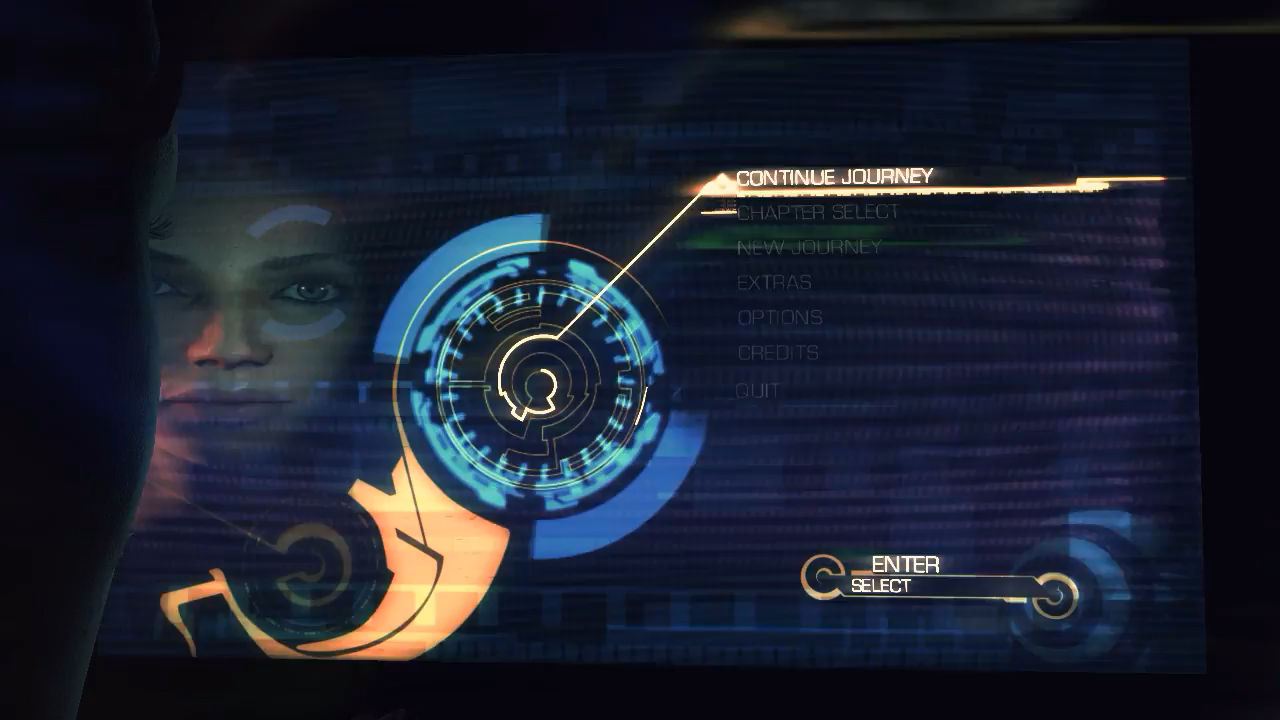 CONTINUE JOURNEY
CHAPTER SELECT
NEW JOURNEY
EXTRAS
OPTIONS
CREDITS
QUIT
ENTER
SELECT